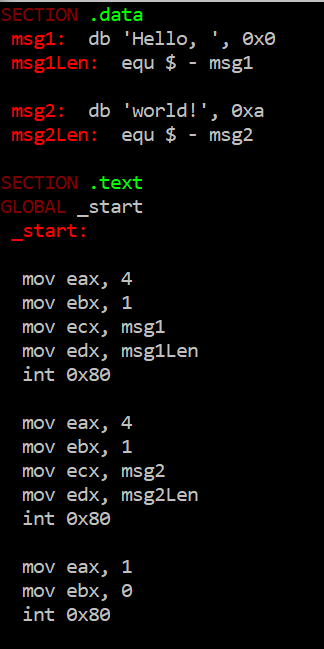 SECTION .data
msg1: db 'Hello, ', 0x0
msg1Len: equ $ - msg1
msg2: db 'world!', 0xa
msg2Len: equ $ - msg2
SECTION .text
GLOBAL _start
_start:
mov eax, 4
mov ebx, 1
mov ecx, msg1
mov edx, msg1Len
int 0x80
mov eax, 4
mov ebx, 1
mov ecx, msg2
mov edx, msg2Len
int 0x80
mov eax, 1
mov ebx, 0
int 0x80